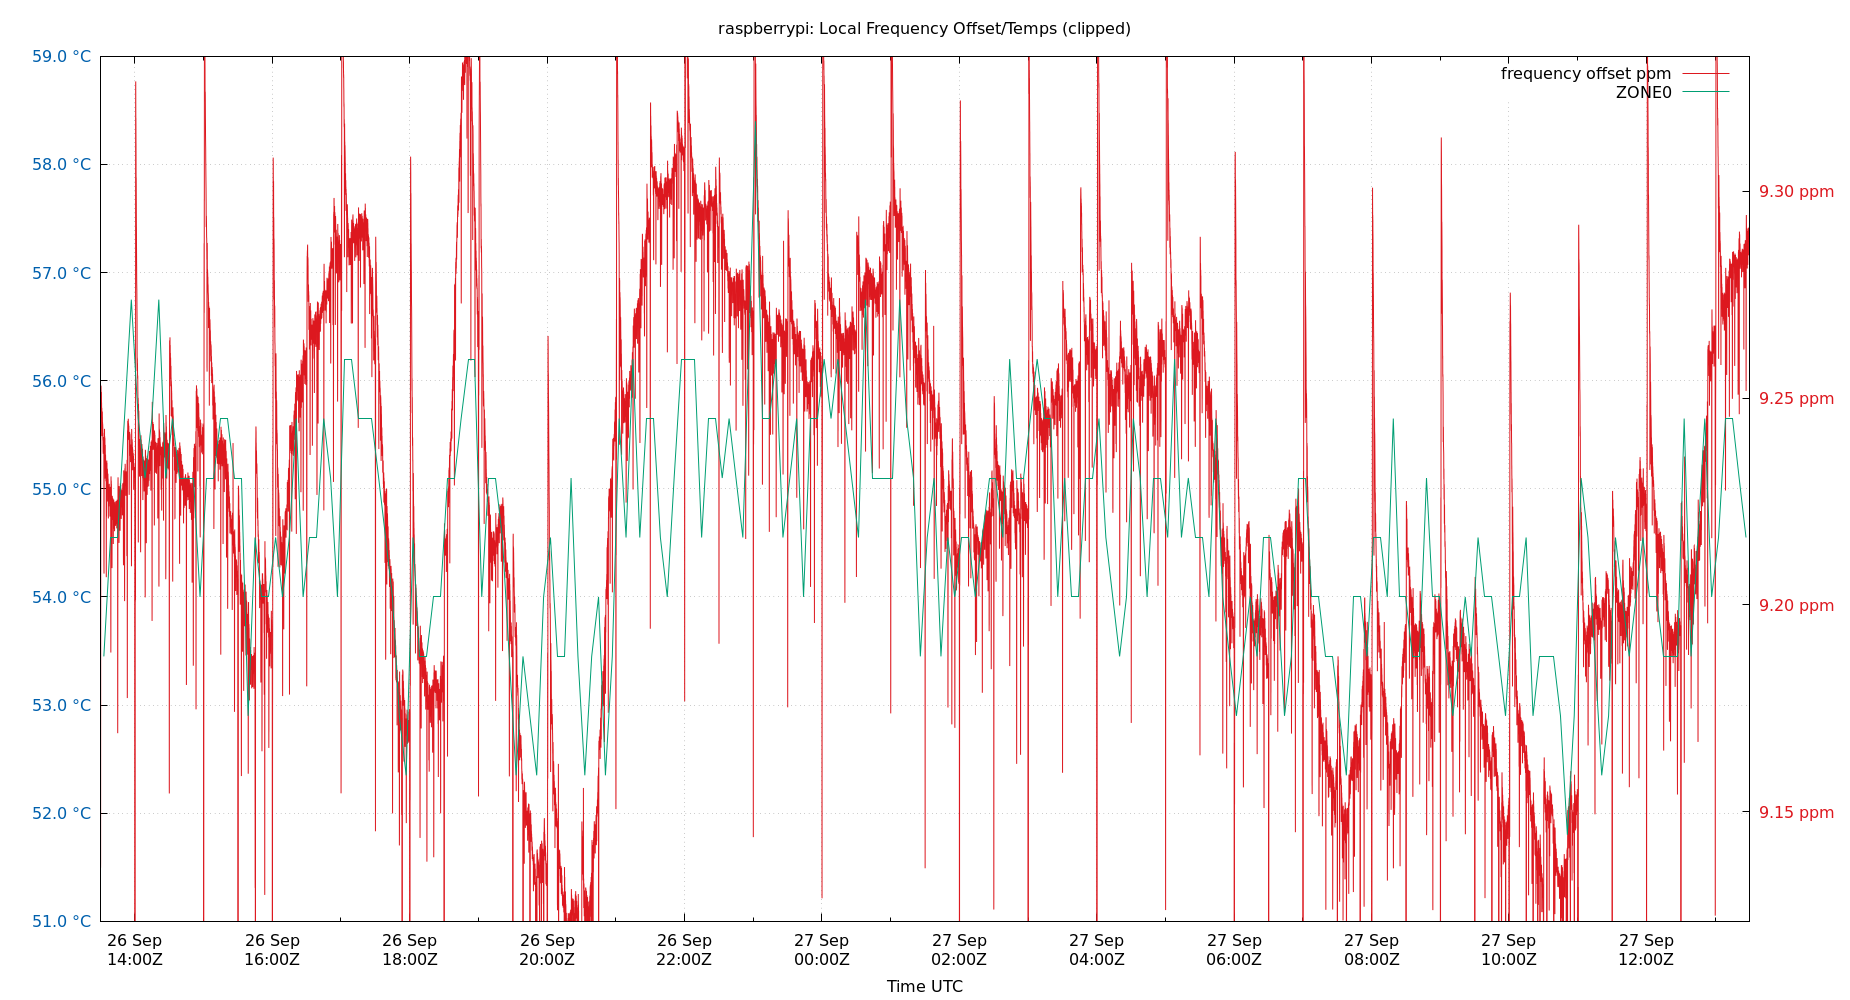 raspberrypi: Local Frequency Offset/Temps (clipped)
59.0 °C
58.0 °C
57.0 °C
56.0 °C
55.0 °C
54.0 °C
53.0 °C
52.0 °C
51.0 °C
frequency offset ppm
ZONE0
9.30 ppm
9.25 ppm
9.20 ppm
9.15 ppm
26 Sep 26 Sep 26 Sep 26 Sep 26 Sep 27 Sep 27 Sep 27 Sep 27 Sep 27 Sep 27 Sep 27 Sep
14:00Z 16:00Z 18:00Z 20:00Z 22:00Z 00:00Z 02:00Z 04:00Z 06:00Z 08:00Z 10:00Z 12:00Z
Time UTC